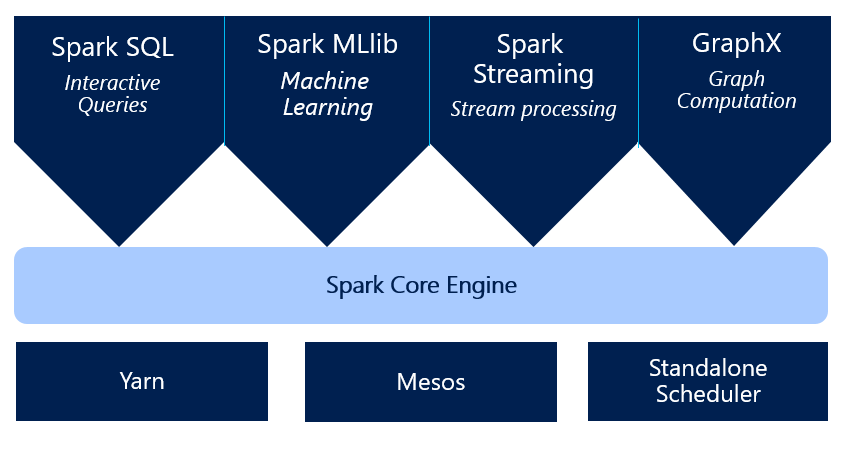 Spark SQL
Interactive
Queries
Spark MLlib
Machine
Learning
Spark
Streaming
Stream processing
GraphX
Graph
Computation
Spark Core Engine
Yarn
Mesos
Standalone
Scheduler